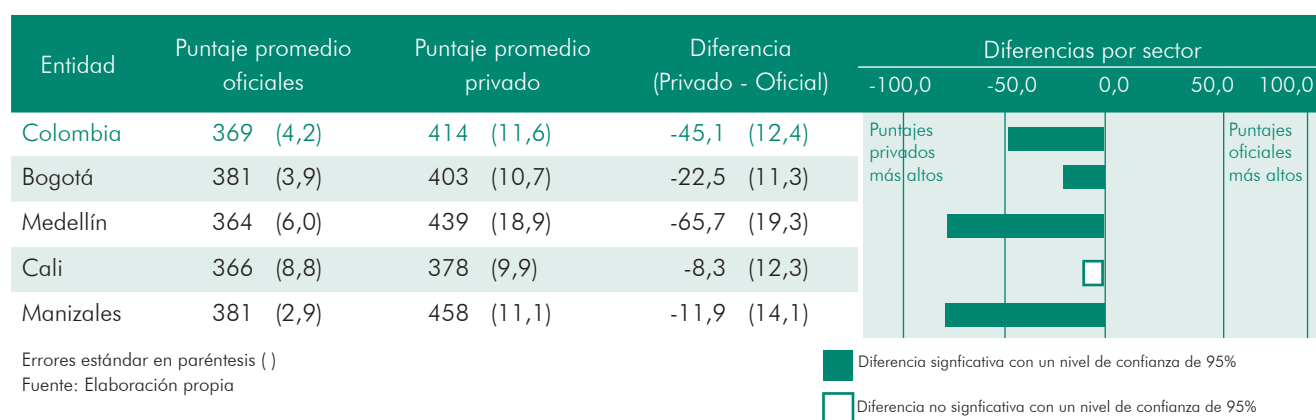 Entidad
Puntaje promedio
oficiales
Puntaje promedio
privado
Diferencia
(Privado - Oficial)
Diferencias por sector
-100,0 -50,0 0,0 50,0 100,0
Colombia 369 (4,2) 414 (11,6) -45,1 (12,4)
Bogotá 381 (3,9) 403 (10,7) -22,5 (11,3)
Medellín 364 (6,0) 439 (18,9) -65,7 (19,3)
Cali 366 (8,8) 378 (9,9) -8,3 (12,3)
Manizales 381 (2,9) 458 (11,1) -11,9 (14,1)
Puntajes
privados
más altos
Puntajes
oficiales
más altos
Errores estándar en paréntesis ( )
Fuente: Elaboración propia
Diferencia signficativa con un nivel de confianza de 95%
Diferencia no signficativa con un nivel de confianza de 95%